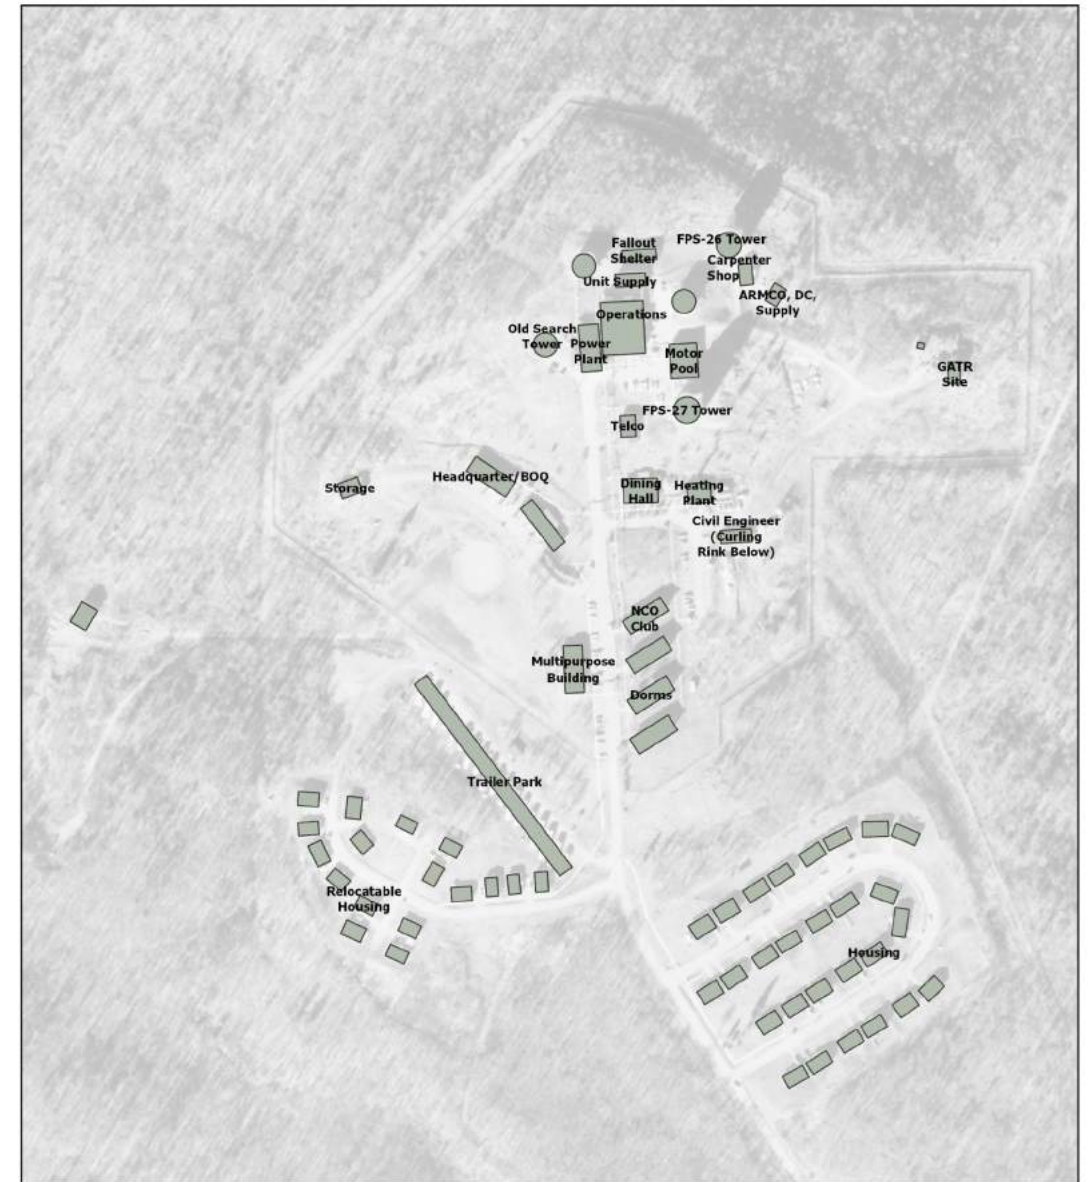 FPS-26 Tower
Fallout
Shelter
Carpenter
Shop
Unit Supply
ARMCO, DC,
Supply
Operations
Old Search
Tower
Power
Plant
Motor
Pool
GATR
Site
FPS-27 Tower
Telco
Headquarter/BOQ
Storage
Dining
Hall
Heating
Plant
Civil Engineer
(Curling
Rink Below)
NCO
Club
Multipurpose
Building
Dorms
Trailer Park
Relocatable
Housing
Housing